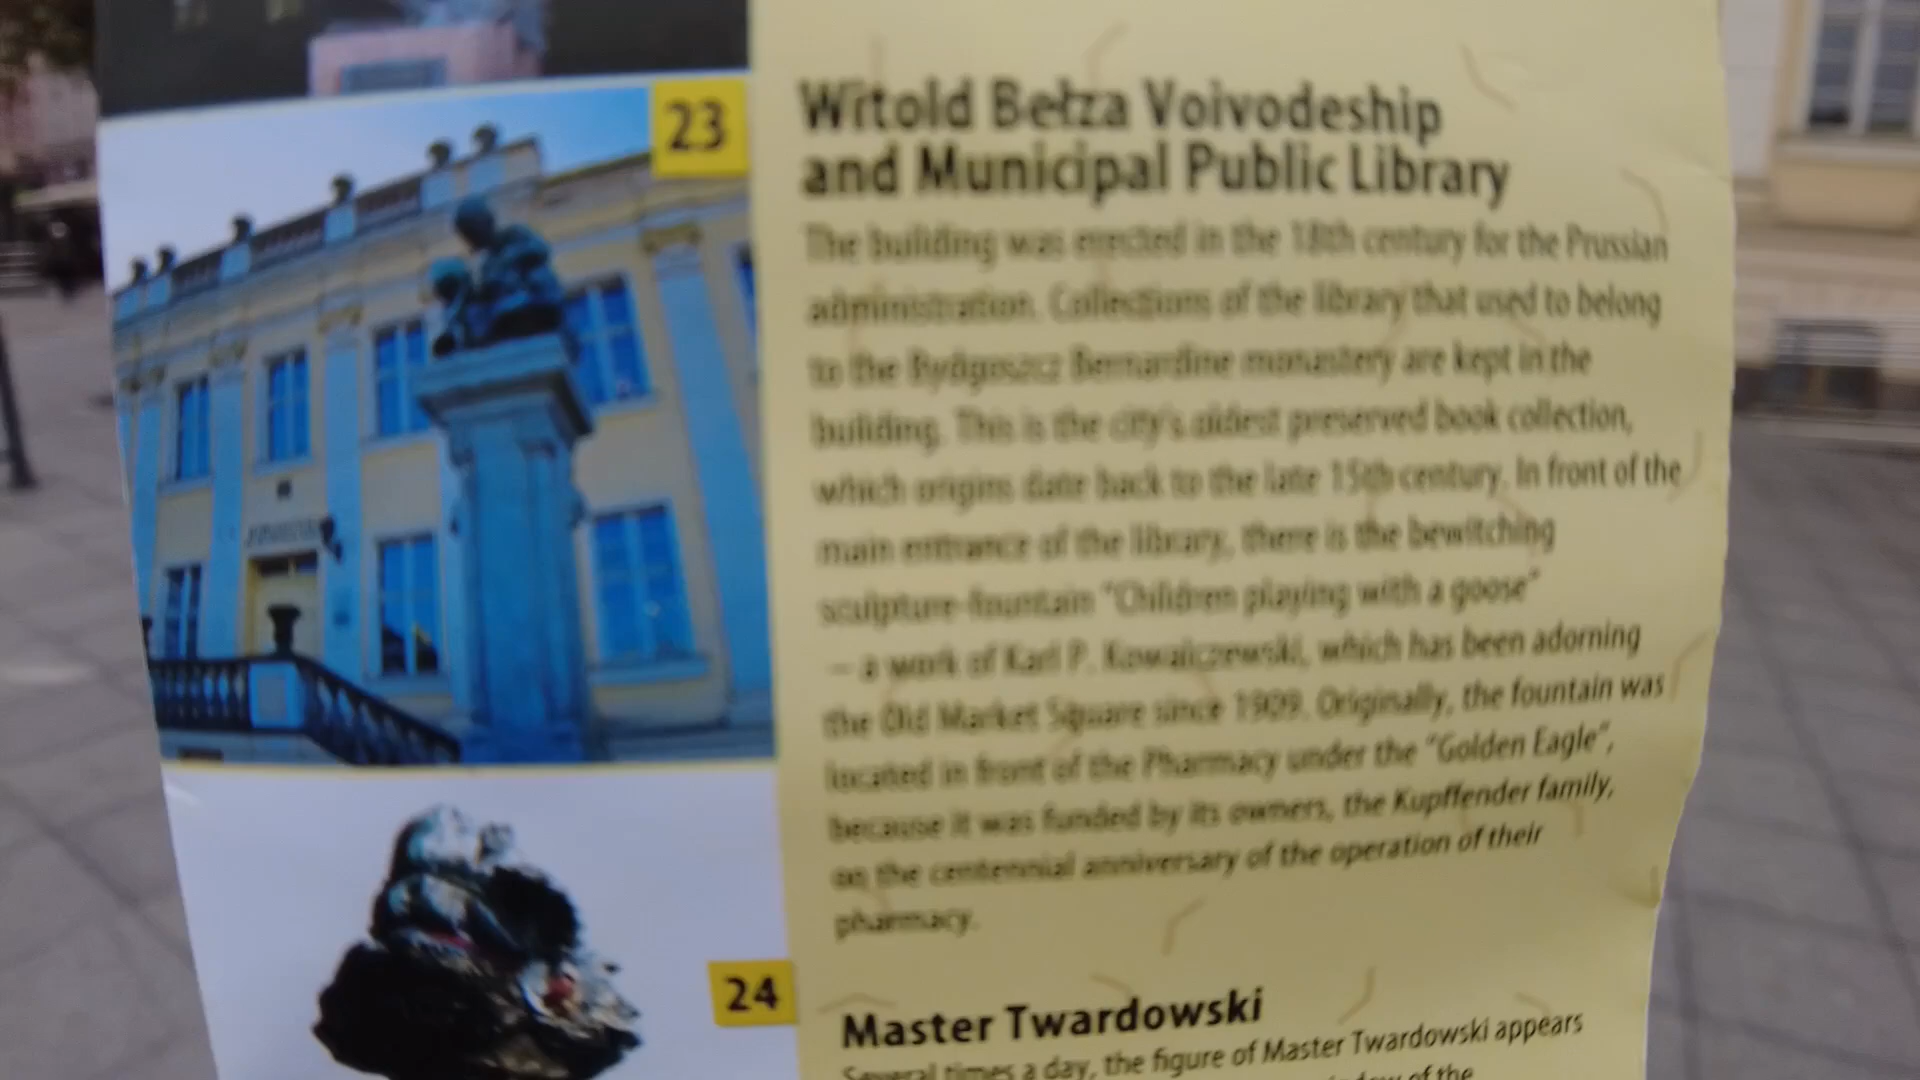 23
Witold Bełza Voivodeship
and Municipal Public Library
The building was erected in the 18th century for the Prussian
administration. Collections of the library that used to belong
to the Bydgoszcz Bernardine monastery are kept in the
building. This is the city's oldest preserved book collection,
which origins date back to the late 15th century. In front of the
main entrance of the library, there is the bewitching
sculpture-fountain "Children playing with a goose"
– a work of Karl P. Kowalczewski, which has been adorning
the Old Market Square since 1909. Originally, the fountain was
located in front of the Pharmacy under the "Golden Eagle",
because it was funded by its owners, the Kupffender family,
on the centennial anniversary of the operation of their
pharmacy.
24
Master Twardowski
Several times a day, the figure of Master Twardowski appears
window of the